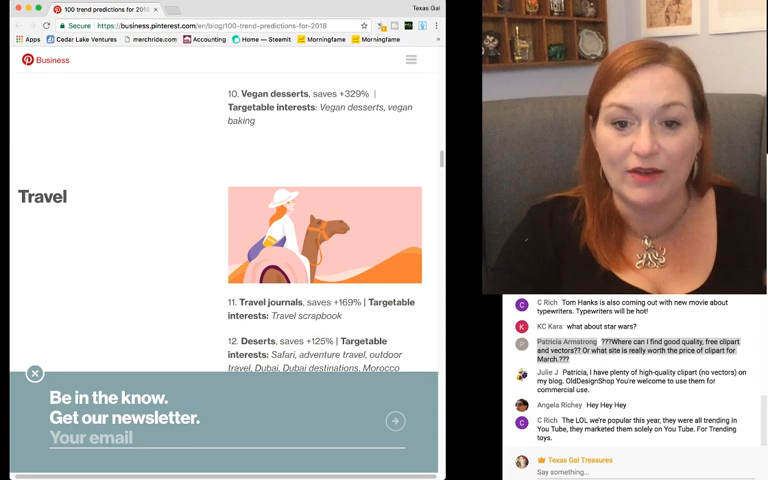 100 trend predictions for 2018
Texas Gal
Secure
https://business.pinterest.com/en/blog/100-trend-predictions-for-2018
Apps
Cedar Lake Ventures
merchride.com
Accounting
Home — Steemit
Morningfame
Morningfame
»
Business
10. Vegan desserts, saves +329% |
Targetable interests: Vegan desserts, vegan
baking
Travel
11. Travel journals, saves +169% | Targetable
interests: Travel scrapbook
12. Deserts, saves +125% | Targetable
interests: Safari, adventure travel, outdoor
travel, Dubai, Dubai destinations, Morocco
Be in the know.
Get our newsletter.
Your email
C Rich Tom Hanks is also coming out with new movie about
typewriters. Typewriters will be hot!
KC Kara what about star wars?
Patricia Armstrong ???Where can I find good quality, free clipart
and vectors?? Or what site is really worth the price of clipart for
March.???
Julie J Patricia, I have plenty of high-quality clipart (no vectors) on
my blog. OldDesignShop You're welcome to use them for
commercial use.
Angela Richey Hey Hey Hey
C Rich The LOL we're popular this year, they were all trending in
You Tube, they marketed them solely on You Tube. For Trending
toys.
Texas Gal Treasures
Say something...